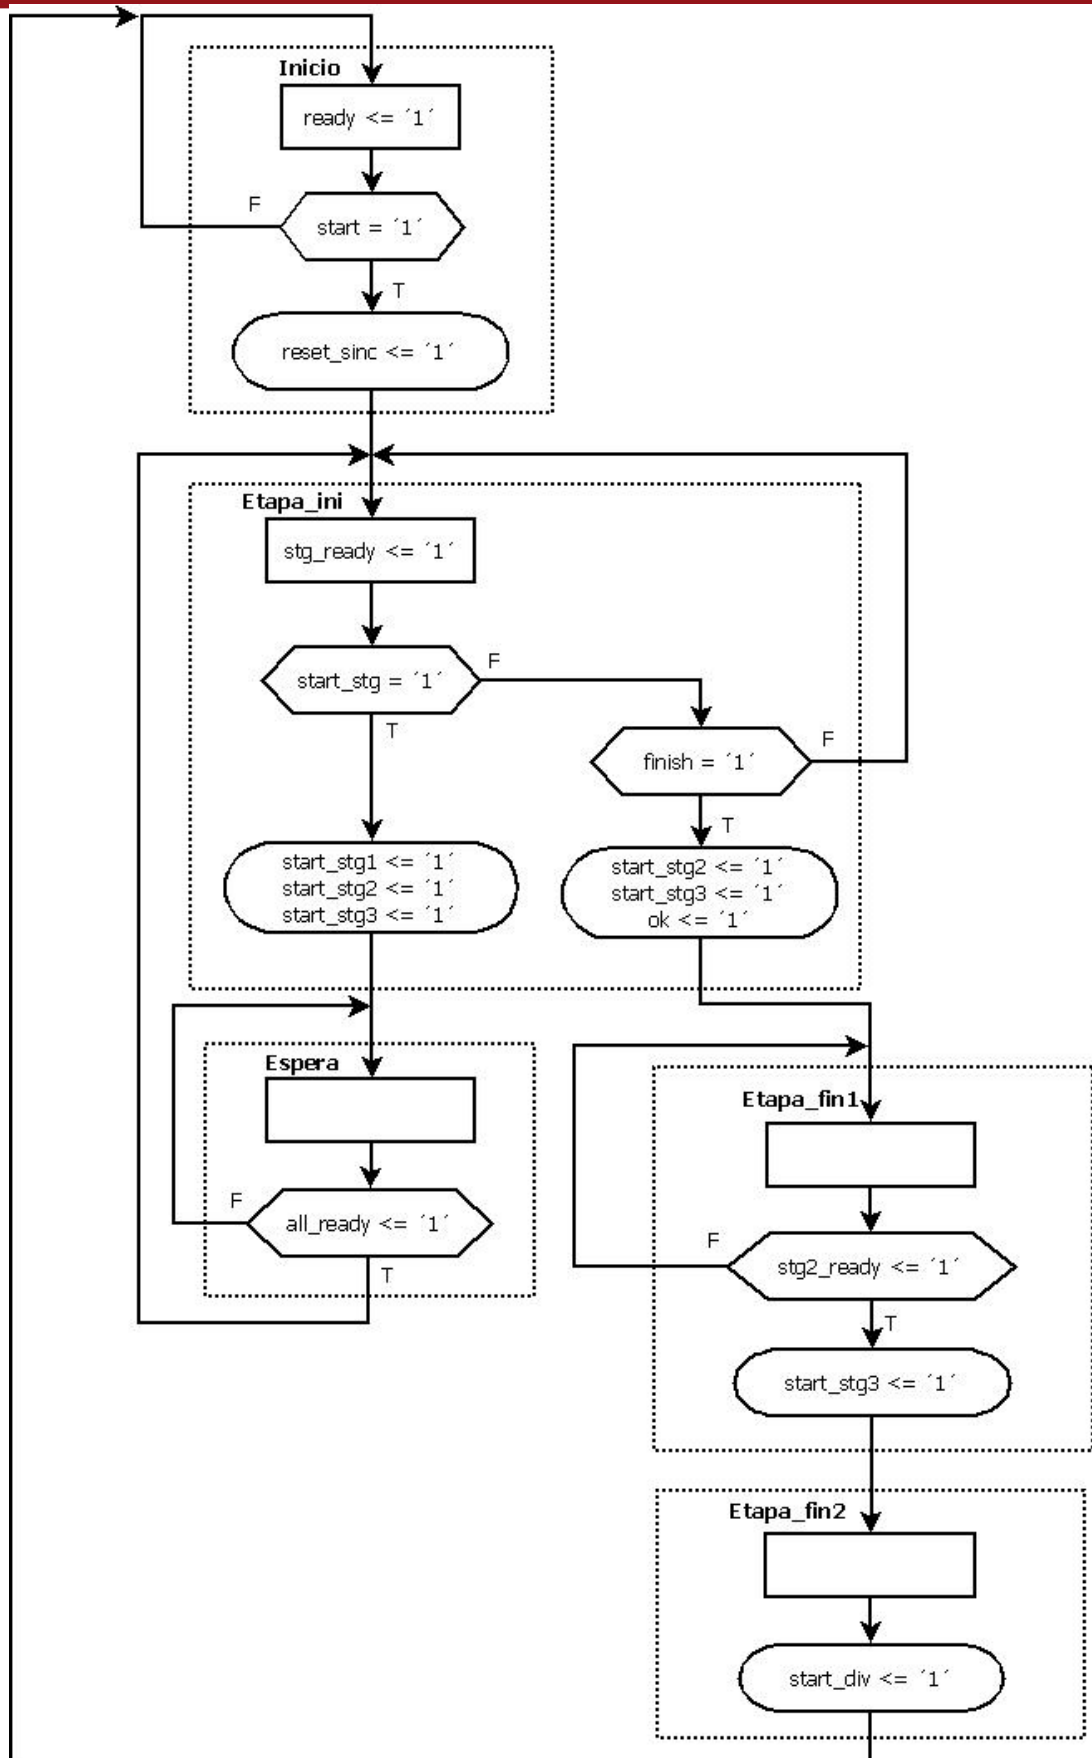 Inicio
ready <= ´1´
F
start = ´1´
T
reset_sinc <= ´1´
Etapa_ini
stg_ready <= ´1´
start_stg = ´1´
F
T
finish = ´1´
F
T
start_stg1 <= ´1´
start_stg2 <= ´1´
start_stg3 <= ´1´
start_stg2 <= ´1´
start_stg3 <= ´1´
ok <= ´1´
Espera
F
all_ready <= ´1´
T
Etapa_fin1
F
stg2_ready <= ´1´
T
start_stg3 <= ´1´
Etapa_fin2
start_div <= ´1´